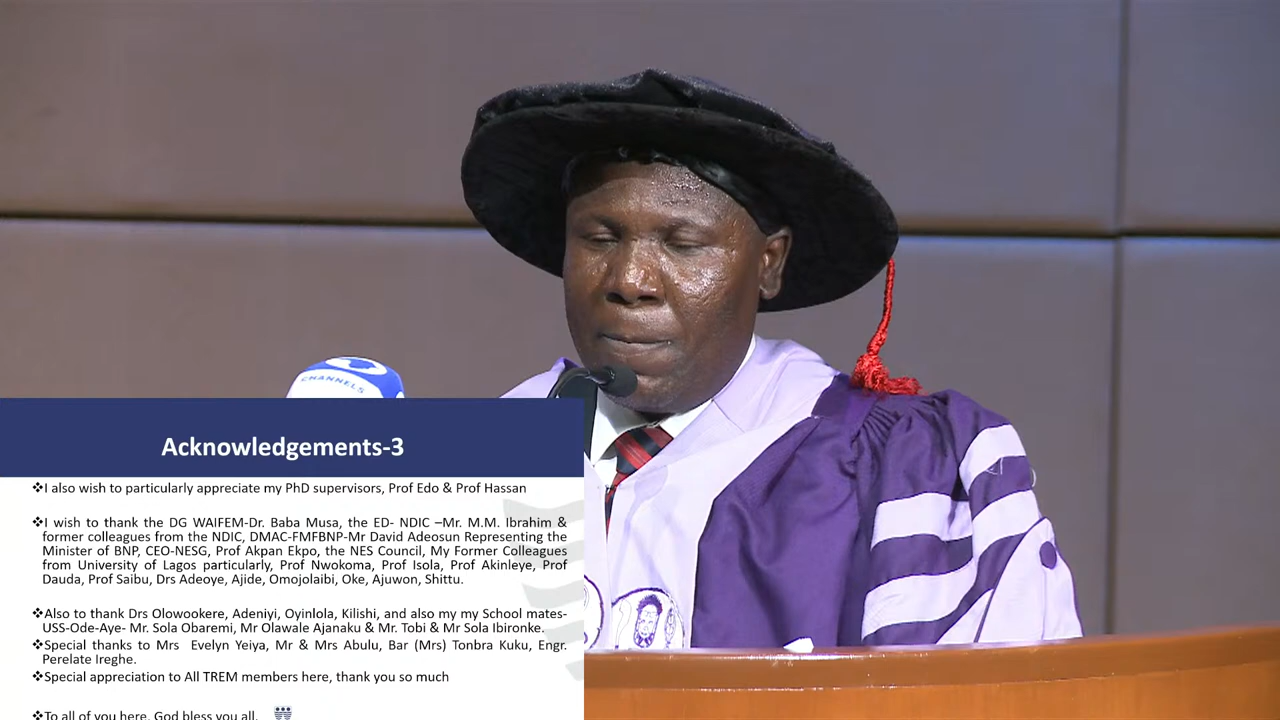 CHANNELS
Acknowledgements-3
❖I also wish to particularly appreciate my PhD supervisors, Prof Edo & Prof Hassan
❖I wish to thank the DG WAIFEM-Dr. Baba Musa, the ED- NDIC –Mr. M.M. Ibrahim &
former colleagues from the NDIC, DMAC-FMFBNP-Mr David Adeosun Representing the
Minister of BNP, CEO-NESG, Prof Akpan Ekpo, the NES Council, My Former Colleagues
from University of Lagos particularly, Prof Nwokoma, Prof Isola, Prof Akinleye, Prof
Dauda, Prof Saibu, Drs Adeoye, Ajide, Omojolaibi, Oke, Ajuwon, Shittu.
❖Also to thank Drs Olowookere, Adeniyi, Oyinlola, Kilishi, and also my my School mates-
USS-Ode-Aye- Mr. Sola Obaremi, Mr Olawale Ajanaku & Mr. Tobi & Mr Sola Ibironke.
❖Special thanks to Mrs Evelyn Yeiya, Mr & Mrs Abulu, Bar (Mrs) Tonbra Kuku, Engr.
Perelate Ireghe.
❖Special appreciation to All TREM members here, thank you so much
❖To all of you here, God bless you all.